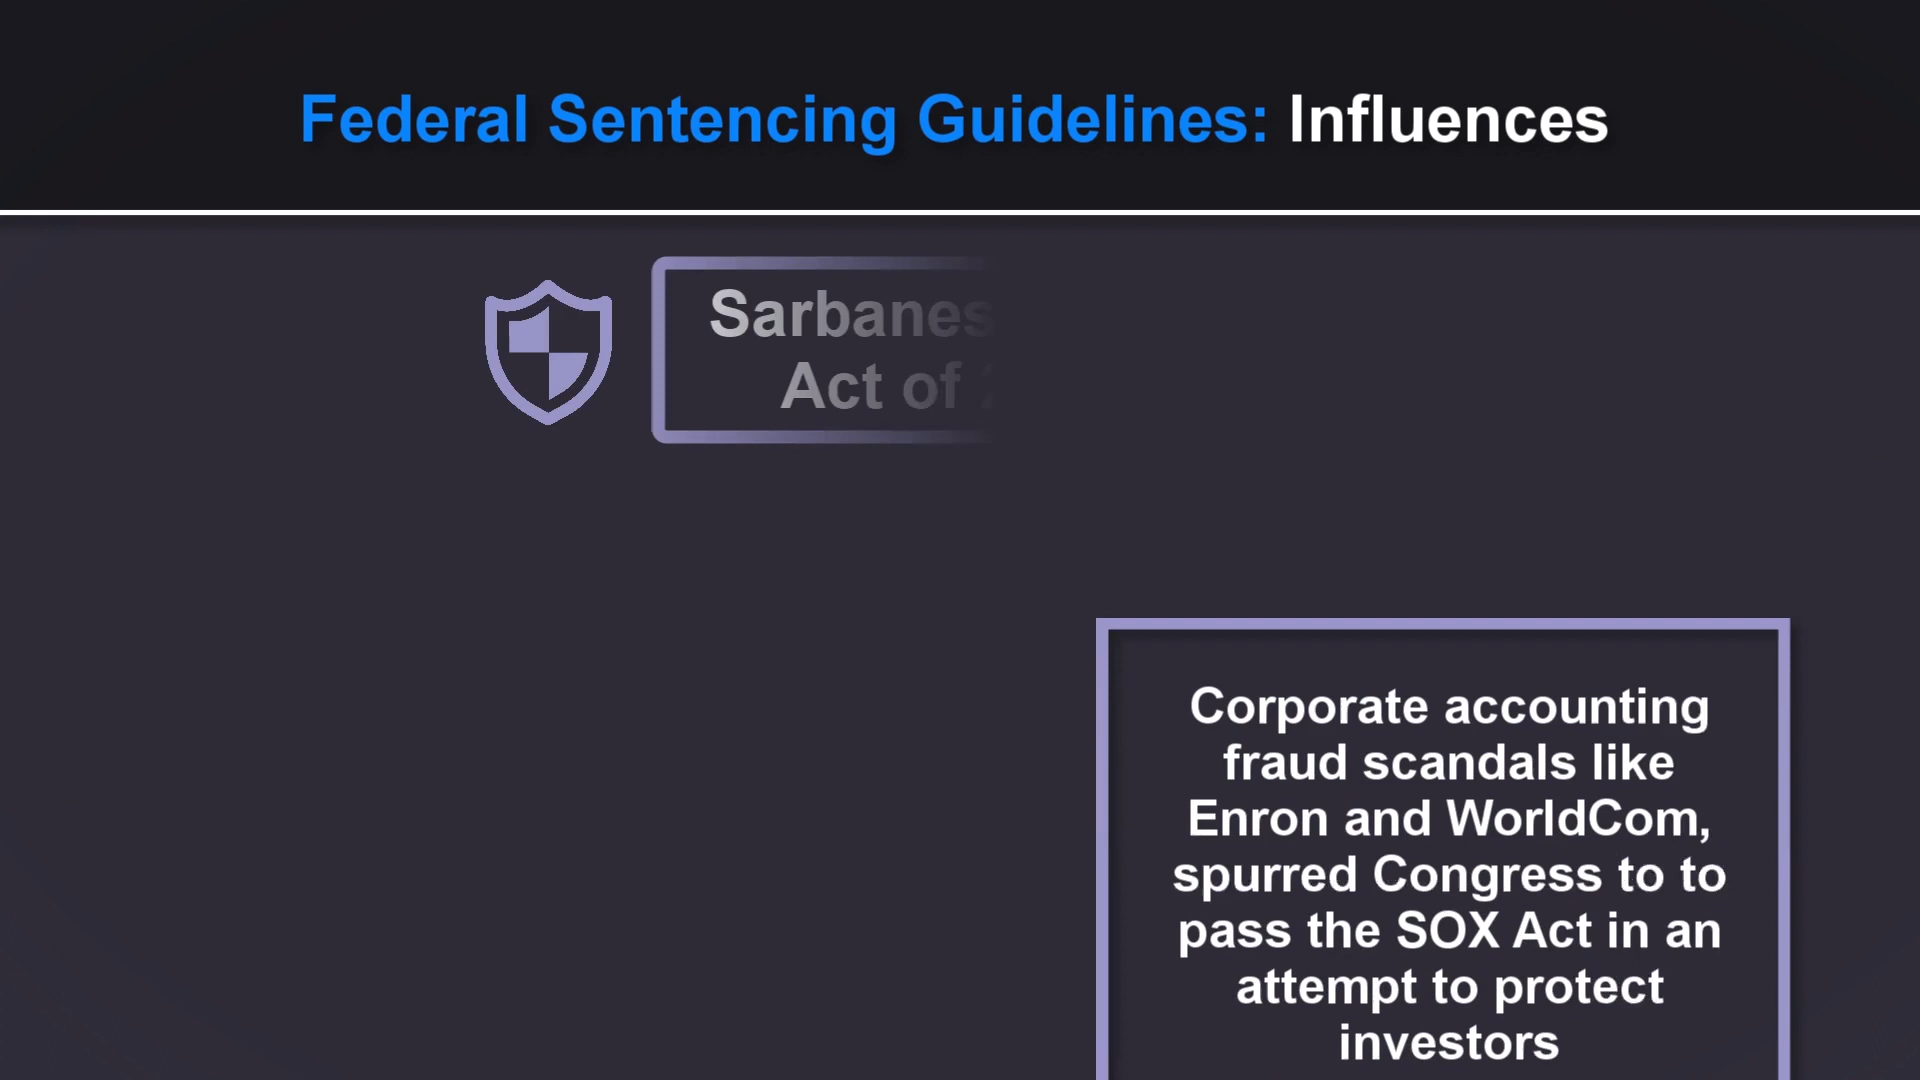 Federal Sentencing Guidelines: Influences
Sarbanes
Act of
Corporate accounting
fraud scandals like
Enron and WorldCom,
spurred Congress to to
pass the SOX Act in an
attempt to protect
investors